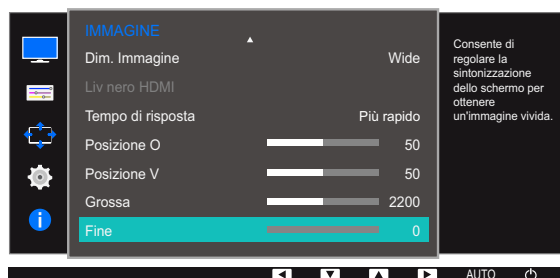 IMMAGINE
Dim. Immagine Wide
Liv nero HDMI
Tempo di risposta Più rapido
Posizione O 50
Posizione V 50
Grossa 2200
Fine 0
Consente di
regolare la
sintonizzazione
dello schermo per
ottenere
un'immagine vivida.
AUTO